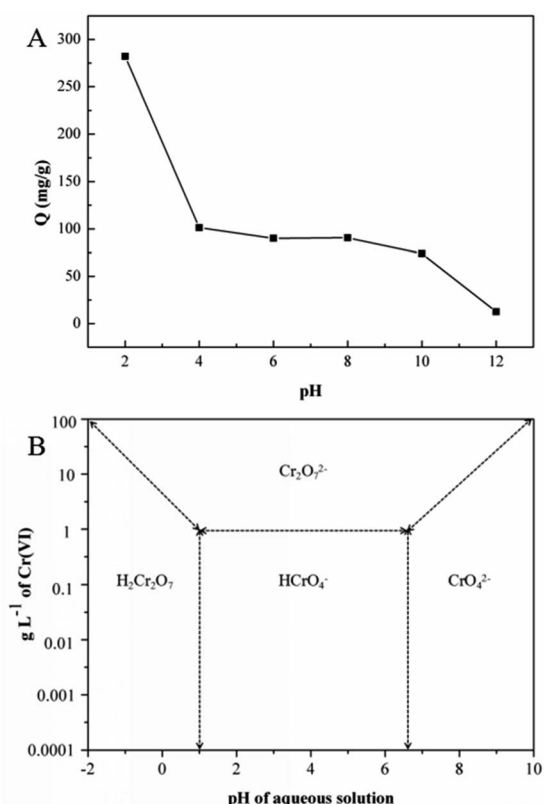 A
300
250
200
150
100
50
0
Q (mg/g)
2 4 6 8 10 12
pH
B
100
10
1
0.1
0.01
0.001
0.0001
g L⁻¹ of Cr(VI)
Cr₂O₇²⁻
H₂Cr₂O₇ HCrO₄⁻ CrO₄²⁻
-2 0 2 4 6 8 10
pH of aqueous solution